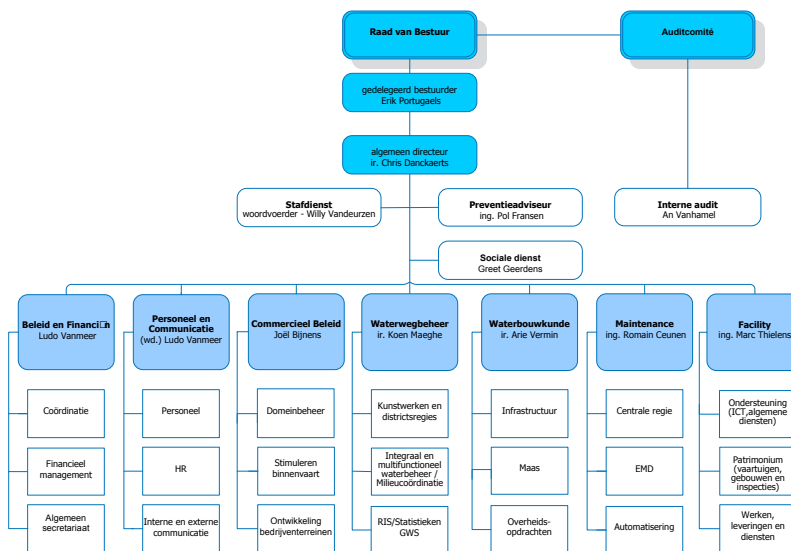 Raad van Bestuur
Auditcomité
gedelegeerd bestuurder
Erik Portugaels
algemeen directeur
ir. Chris Danckaerts
Stafdienst
woordvoerder - Willy Vandeurzen
Preventieadviseur
ing. Pol Fransen
Interne audit
An Vanhamel
Sociale dienst
Greet Geerdens
Beleid en Financi□n
Ludo Vanmeer
Personeel en
Communicatie
(wd.) Ludo Vanmeer
Commercieel Beleid
Joël Bijnens
Waterwegbeheer
ir. Koen Maeghe
Waterbouwkunde
ir. Arie Vermin
Maintenance
ing. Romain Ceunen
Facility
ing. Marc Thielens
Coördinatie
Personeel
Domeinbeheer
Kunstwerken en
districtsregies
Infrastructuur
Centrale regie
Ondersteuning
(ICT,algemene
diensten)
Financieel
management
HR
Stimuleren
binnenvaart
Integraal en
multifunctioneel
waterbeheer /
Milieucoördinatie
Maas
EMD
Patrimonium
(vaartuigen,
gebouwen en
inspecties)
Algemeen
secretariaat
Interne en externe
communicatie
Ontwikkeling
bedrijventerreinen
RIS/Statistieken
GWS
Overheids-
opdrachten
Automatisering
Werken,
leveringen en
diensten